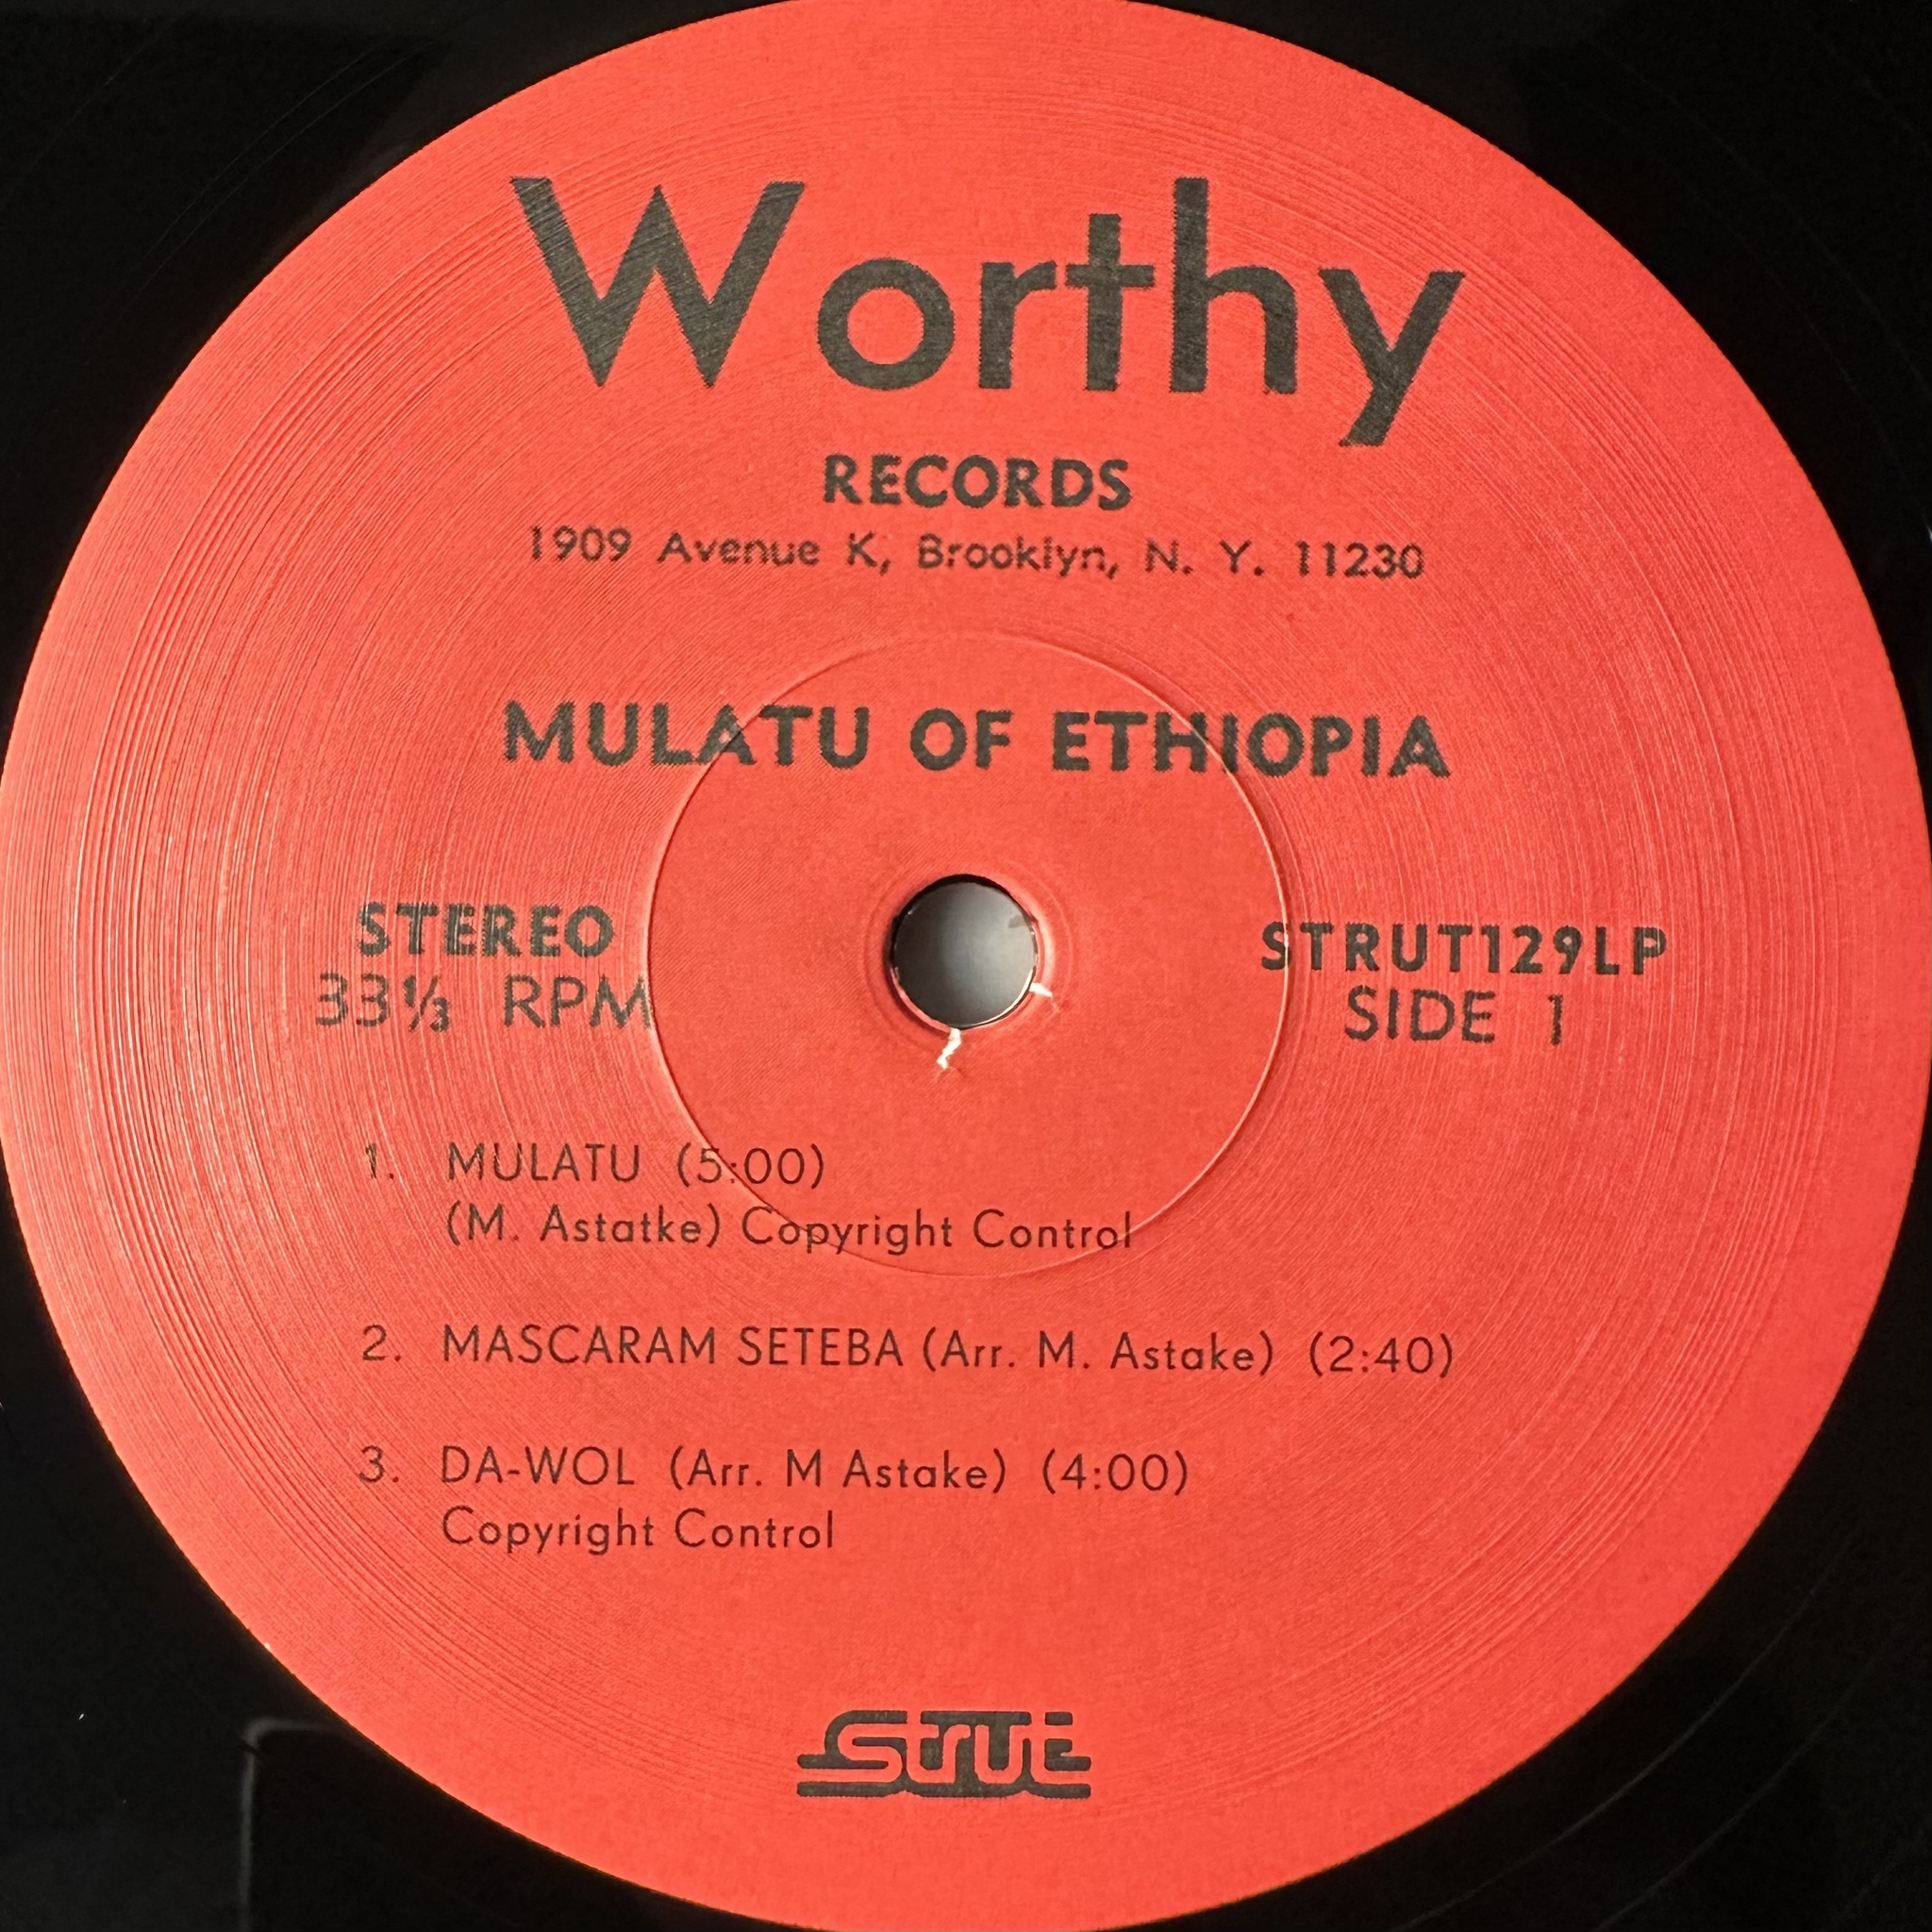 Worthy
RECORDS
1909 Avenue K, Brooklyn, N. Y. 11230
MULATU OF ETHIOPIA
STEREO
33⅓ RPM
STRUT129LP
SIDE 1
1. MULATU (5:00)
(M. Astatke) Copyright Control
2. MASCARAM SETEBA (Arr. M. Astake) (2:40)
3. DA-WOL (Arr. M Astake) (4:00)
Copyright Control
strut